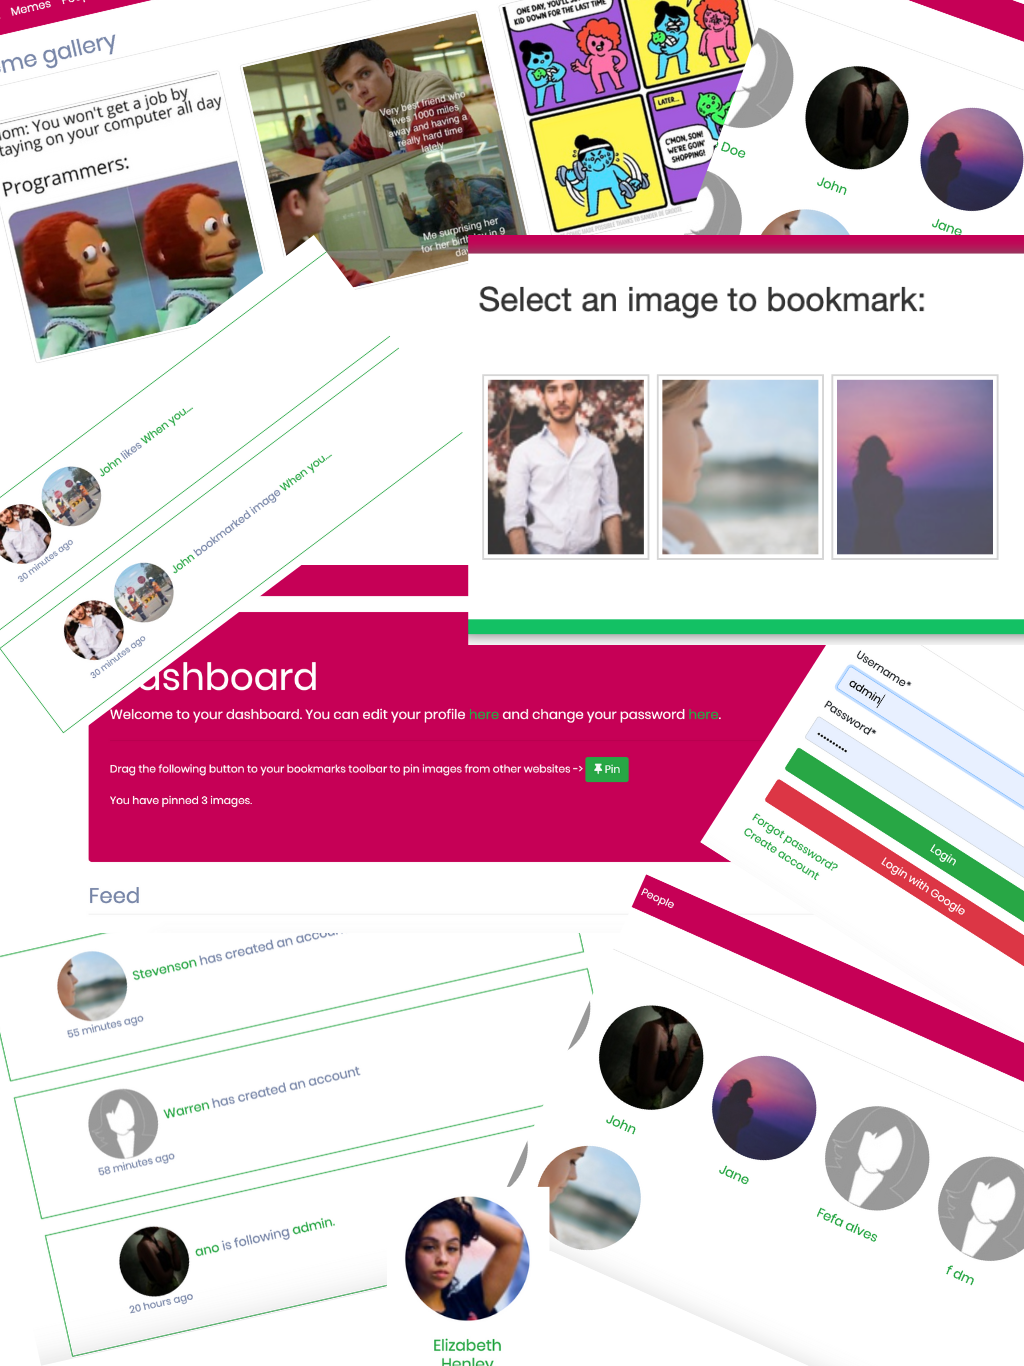 Memes
me gallery
om: You won't get a job by
taying on your computer all day
Programmers:
Very best friend who
lives 1000 miles
away and having a
really hard time
lately
Me surprising her
for her birthday in 9
ONE DAY, YOU'LL
KID DOWN FOR THE LAST TIME
LATER...
C'MON, SON!
WE'RE GOIN'
SHOPPING!
Doe
John
Jane
Select an image to bookmark:
John likes When you...
30 minutes ago
John bookmarked image When you...
30 minutes ago
ashboard
Welcome to your dashboard. You can edit your profile here and change your password here.
Drag the following button to your bookmarks toolbar to pin images from other websites -> Pin
You have pinned 3 images.
Username*
admin
Password*
Login
Login with Google
Forgot password?
Create account
Feed
People
Stevenson has created an account
55 minutes ago
Warren has created an account
58 minutes ago
ano is following admin.
20 hours ago
John
Jane
Fefa alves
f dm
Elizabeth
Henley